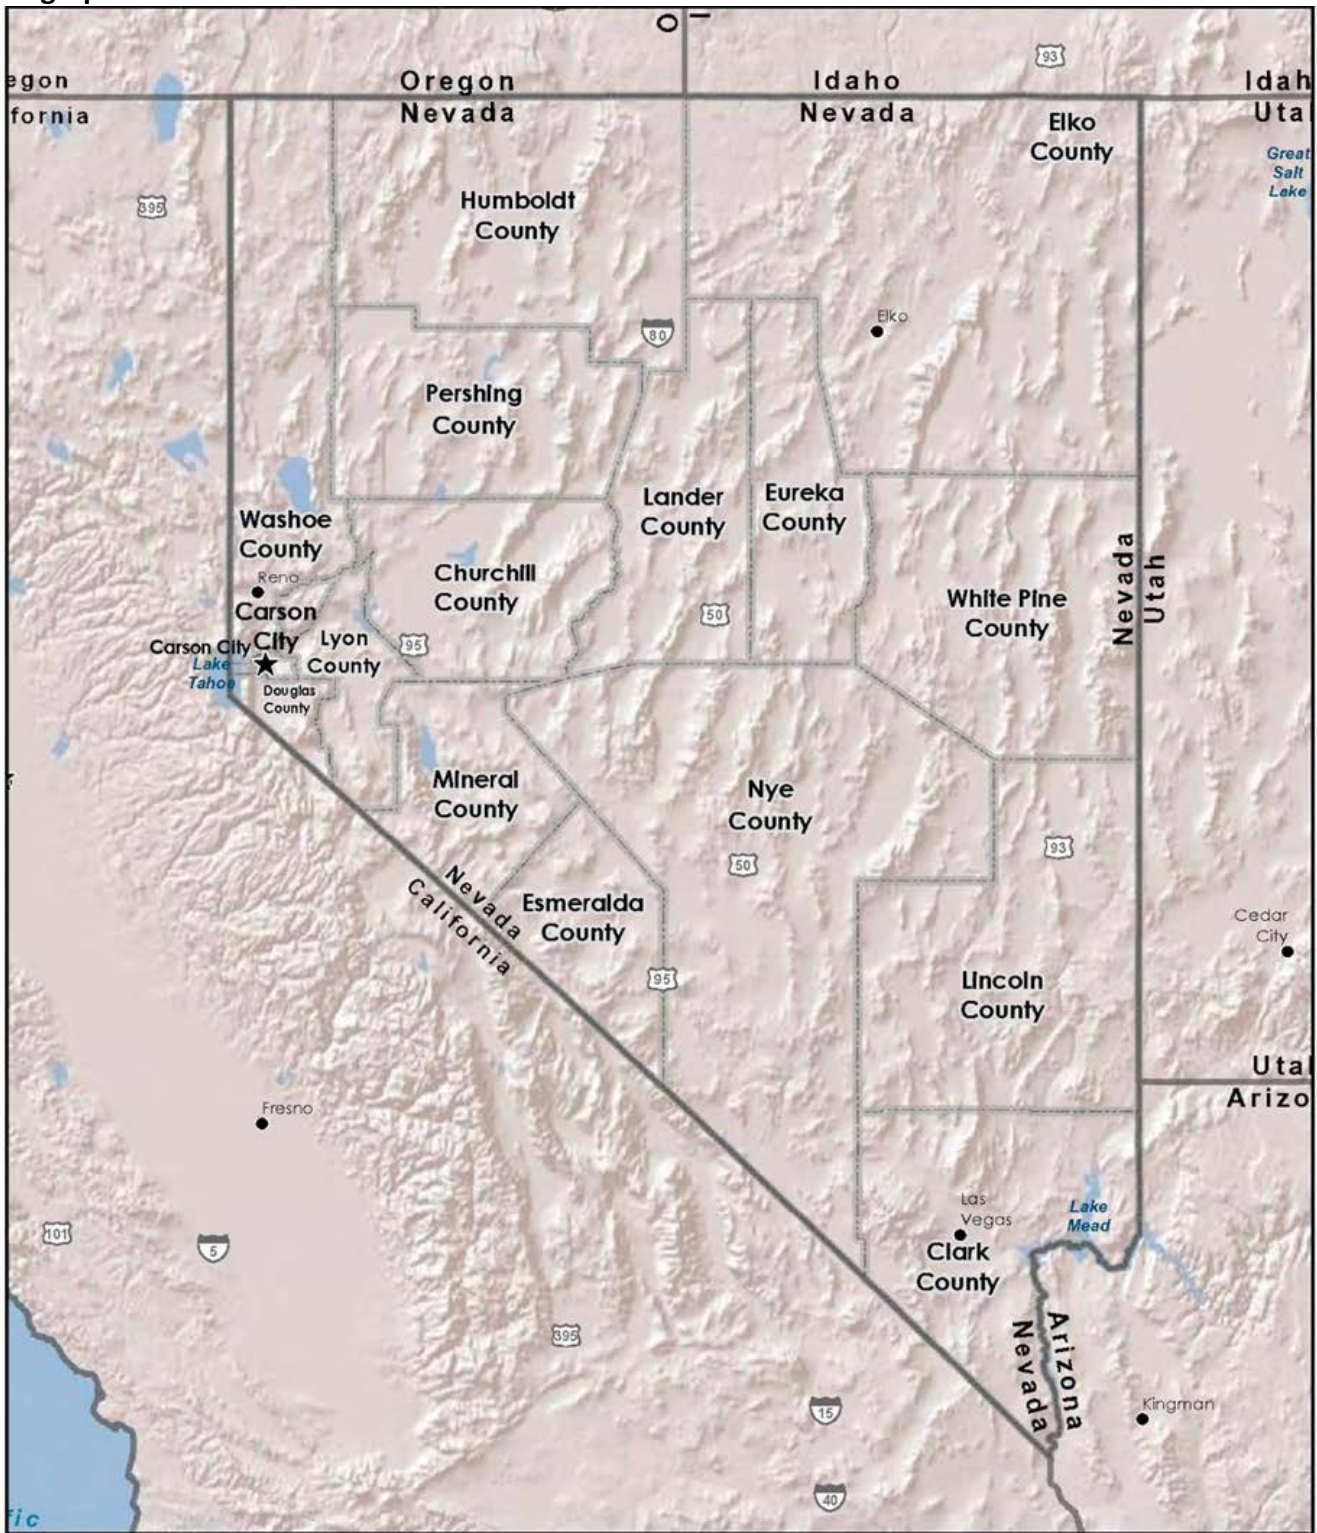 O
I
93
egon
Oregon
Idaho
Idah
fornia
Nevada
Nevada
Utal
Elko
County
Great
Salt
Lake
395
Humboldt
County
Elko
80
Pershing
County
Lander
County
Eureka
County
Washoe
County
Nevada
Utah
Reno
Churchill
County
50
White Pine
County
Carson
City
Carson City
Lyon
County
95
Lake
Tahoe
Douglas
County
Mineral
County
Nye
County
50
93
Nevada
California
Esmeralda
County
95
Cedar
City
Lincoln
County
Utal
Arizo
Fresno
Las
Vegas
Lake
Mead
101
5
Clark
County
395
Nevada
Arizona
15
Kingman
40
fic